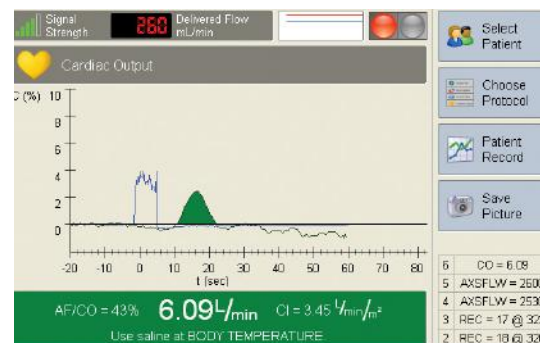 Signal
Strength
260
Delivered Flow
mL/min
Select
Patient
Cardiac Output
Choose
Protocol
C (%)
10
8
6
4
2
0
-20 -10 0 10 20 30 40 50 60 70 80
t (sec)
Patient
Record
Save
Picture
AF/CO = 43% 6.09 L/min CI = 3.45 L/min/m²
Use saline at BODY TEMPERATURE.
6 CO = 6.09
5 AXSFLW = 2600
4 AXSFLW = 2530
3 REC = 17 @ 32
2 REC = 18 @ 320